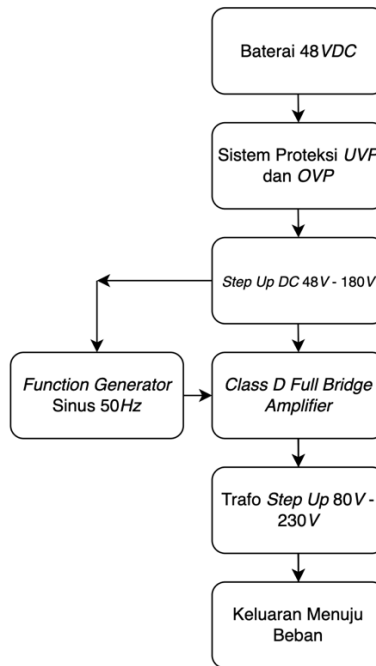 Baterai 48VDC
Sistem Proteksi UVP
dan OVP
Step Up DC 48V - 180V
Function Generator
Sinus 50Hz
Class D Full Bridge
Amplifier
Trafo Step Up 80V -
230V
Keluaran Menuju
Beban